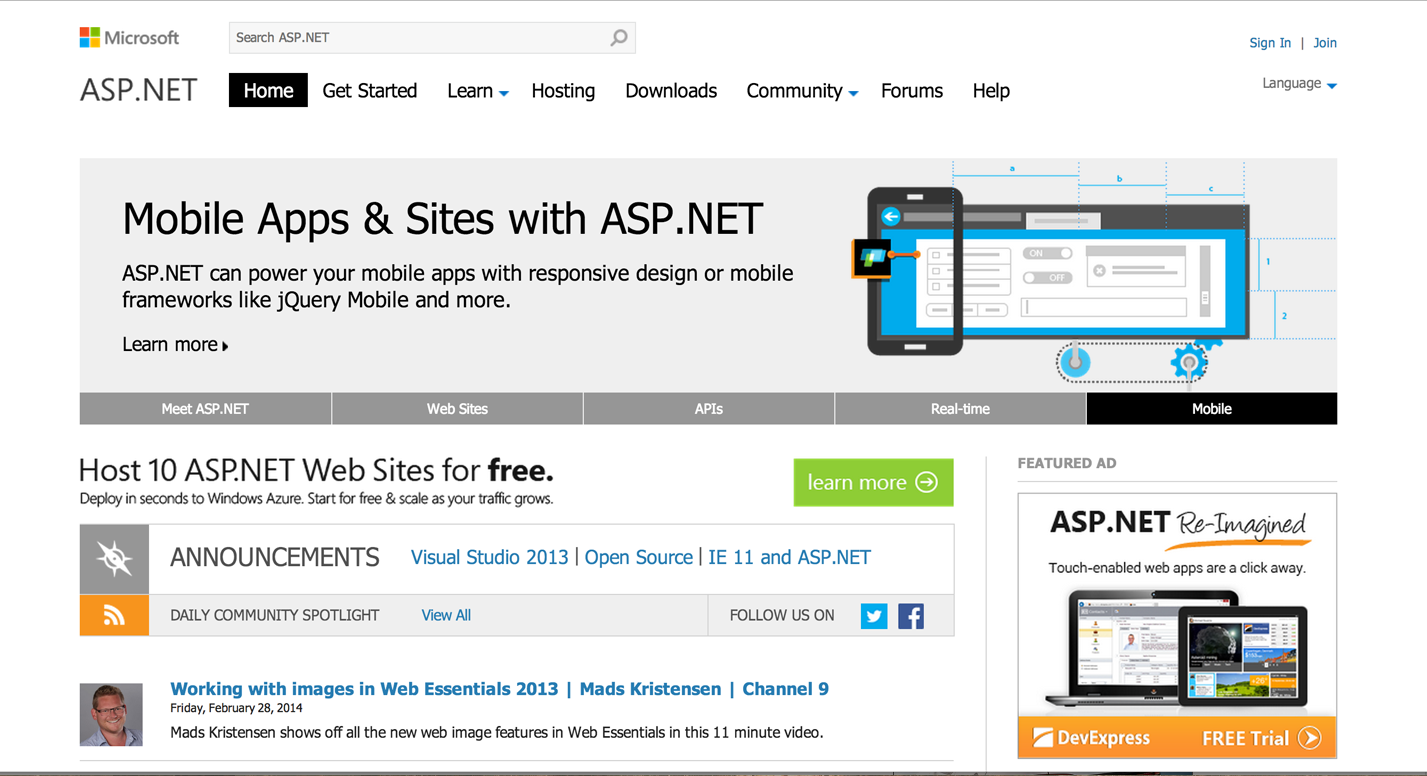 Microsoft
Search ASP.NET
Sign In | Join
ASP.NET
Home Get Started Learn Hosting Downloads Community Forums Help
Language
Mobile Apps & Sites with ASP.NET
ASP.NET can power your mobile apps with responsive design or mobile
frameworks like jQuery Mobile and more.
Learn more
a
b
c
ON
OFF
1
2
Meet ASP.NET Web Sites APIs Real-time Mobile
Host 10 ASP.NET Web Sites for free.
Deploy in seconds to Windows Azure. Start for free & scale as your traffic grows.
learn more
ANNOUNCEMENTS Visual Studio 2013 | Open Source | IE 11 and ASP.NET
DAILY COMMUNITY SPOTLIGHT View All FOLLOW US ON
Working with images in Web Essentials 2013 | Mads Kristensen | Channel 9
Friday, February 28, 2014
Mads Kristensen shows off all the new web image features in Web Essentials in this 11 minute video.
FEATURED AD
ASP.NET Re-Imagined
Touch-enabled web apps are a click away.
DevExpress FREE Trial